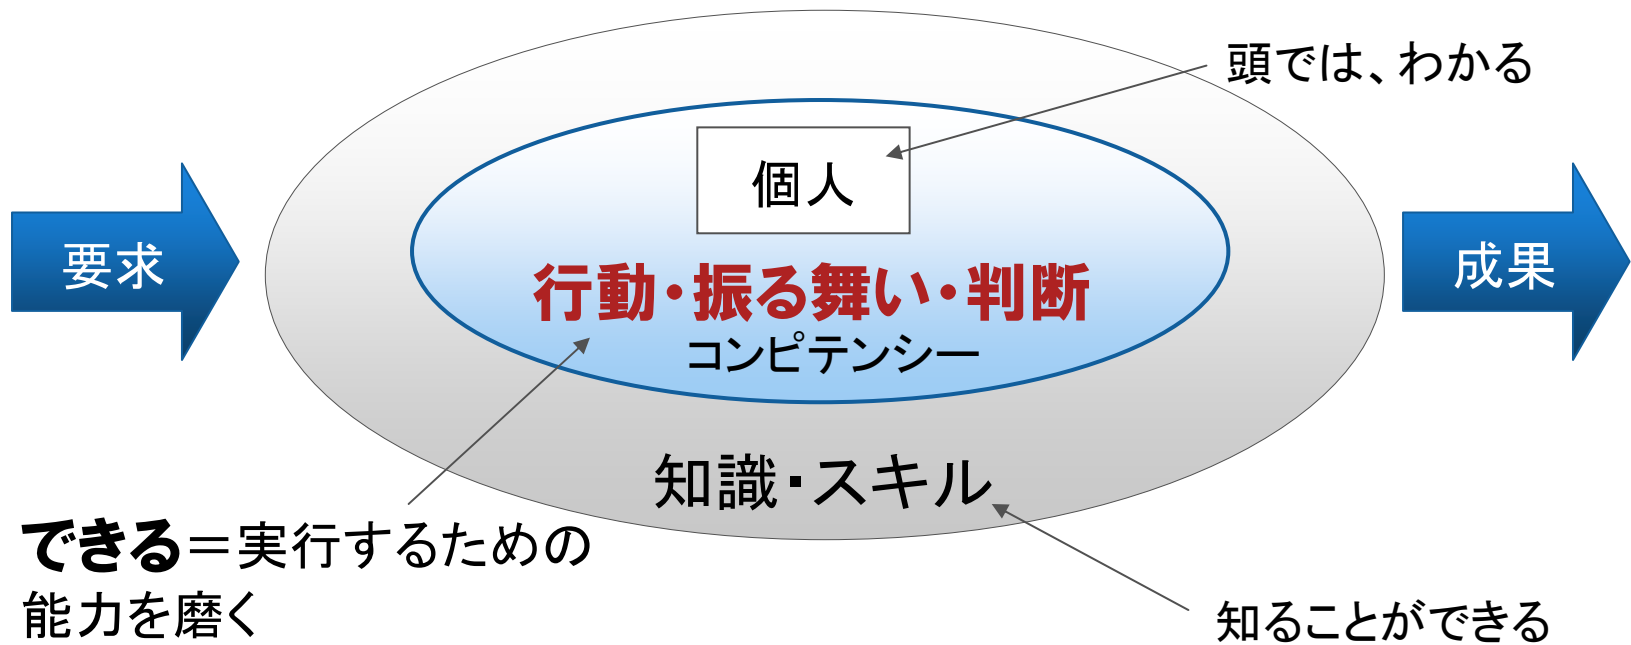 頭では、わかる
個人
要求
行動・振る舞い・判断
成果
コンピテンシー
知識・スキル
できる＝実行するための
能力を磨く
知ることができる